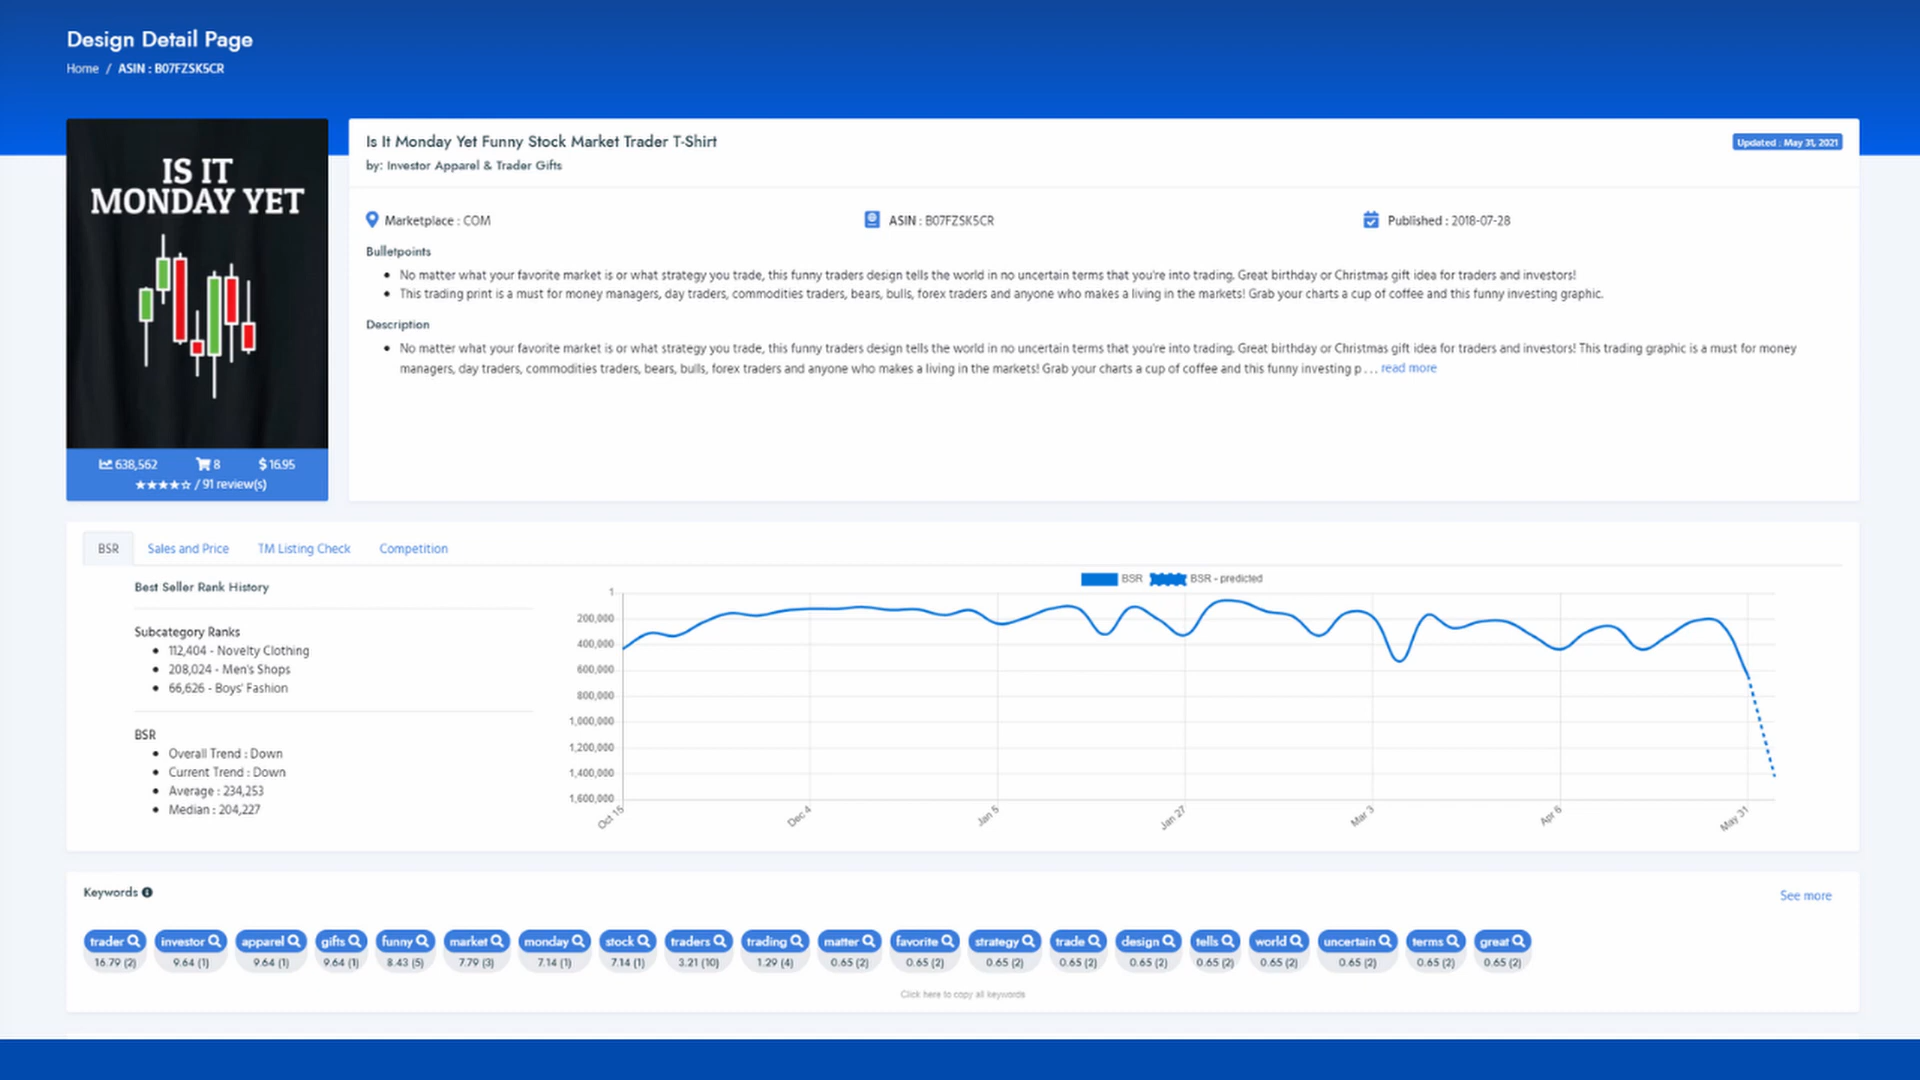 Design Detail Page
Home / ASIN : B07FZSK5CR
IS IT
MONDAY YET
638,562 8 $ 16.95
/ 91 review(s)
Is It Monday Yet Funny Stock Market Trader T-Shirt
Updated : May 31, 2021
by: Investor Apparel & Trader Gifts
Marketplace : COM
ASIN : B07FZSK5CR
Published : 2018-07-28
Bulletpoints
No matter what your favorite market is or what strategy you trade, this funny traders design tells the world in no uncertain terms that you're into trading. Great birthday or Christmas gift idea for traders and investors!
This trading print is a must for money managers, day traders, commodities traders, bears, bulls, forex traders and anyone who makes a living in the markets! Grab your charts a cup of coffee and this funny investing graphic.
Description
No matter what your favorite market is or what strategy you trade, this funny traders design tells the world in no uncertain terms that you're into trading. Great birthday or Christmas gift idea for traders and investors! This trading graphic is a must for money
managers, day traders, commodities traders, bears, bulls, forex traders and anyone who makes a living in the markets! Grab your charts a cup of coffee and this funny investing p . . . read more
BSR Sales and Price TM Listing Check Competition
Best Seller Rank History
Subcategory Ranks
112,404 - Novelty Clothing
208,024 - Men's Shops
66,626 - Boys' Fashion
BSR
Overall Trend : Down
Current Trend : Down
Average : 234,253
Median : 204,227
BSR BSR - predicted
1
200,000
400,000
600,000
800,000
1,000,000
1,200,000
1,400,000
1,600,000
Oct 15 Dec 4 Jan 5 Jan 27 Mar 3 Apr 6 May 31
Keywords
See more
trader investor apparel gifts funny market monday stock traders trading matter favorite strategy trade design tells world uncertain terms great
16.79 (2) 9.64 (1) 9.64 (1) 9.64 (1) 8.43 (5) 7.79 (3) 7.14 (1) 7.14 (1) 3.21 (10) 1.29 (4) 0.65 (2) 0.65 (2) 0.65 (2) 0.65 (2) 0.65 (2) 0.65 (2) 0.65 (2) 0.65 (2) 0.65 (2) 0.65 (2)
Click here to copy all keywords